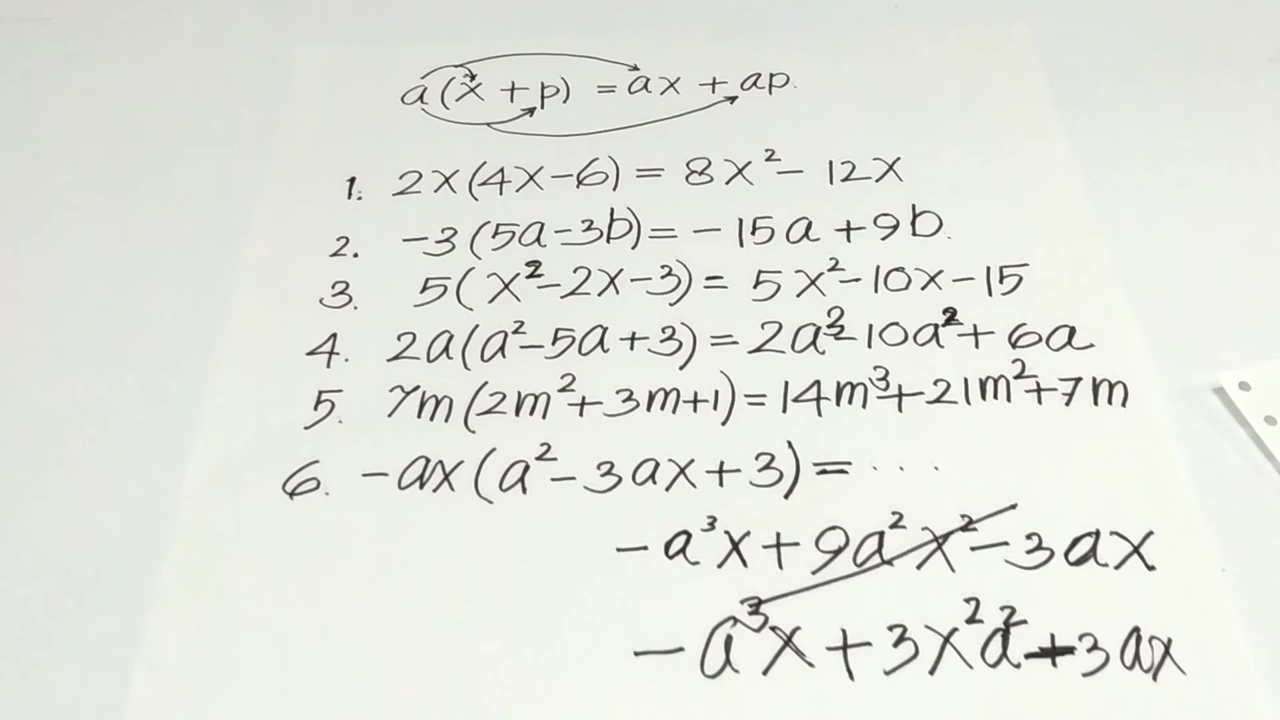 a(x + p) = ax + ap.
1. 2x(4x-6) = 8x² - 12x
2. -3(5a-3b) = -15a + 9b.
3. 5(x²-2x-3) = 5x²-10x-15
4. 2a(a²-5a+3) = 2a³-10a²+6a
5. 7m(2m²+3m+1) = 14m³+21m²+7m
6. -ax(a²-3ax+3) = ....
-a³x + 9a²x² - 3ax
-a³x + 3x²a² - 3ax